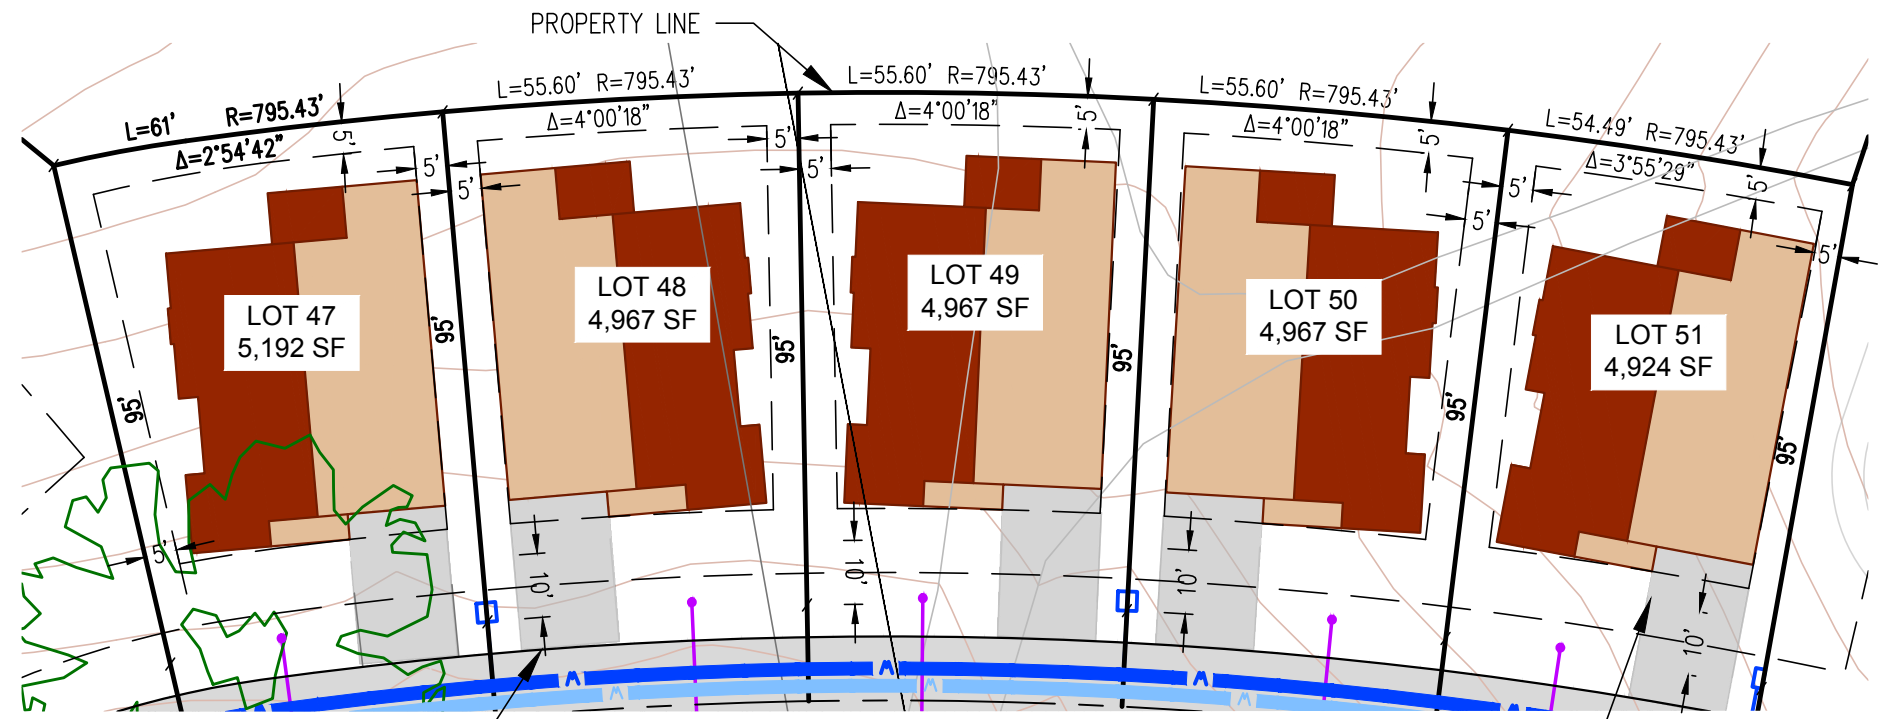 PROPERTY LINE
L=61' R=795.43'
Δ=2°54'42"
L=55.60' R=795.43'
Δ=4°00'18"
L=55.60' R=795.43'
Δ=4°00'18"
L=55.60' R=795.43'
Δ=4°00'18"
L=54.49' R=795.43'
Δ=3°55'29"
5'
5'
5'
5'
5'
5'
5'
5'
5'
5'
5'
LOT 47
5,192 SF
LOT 48
4,967 SF
LOT 49
4,967 SF
LOT 50
4,967 SF
LOT 51
4,924 SF
95'
95'
95'
95'
95'
95'
5'
10'
10'
10'
10'
W
W
W
W
W
W